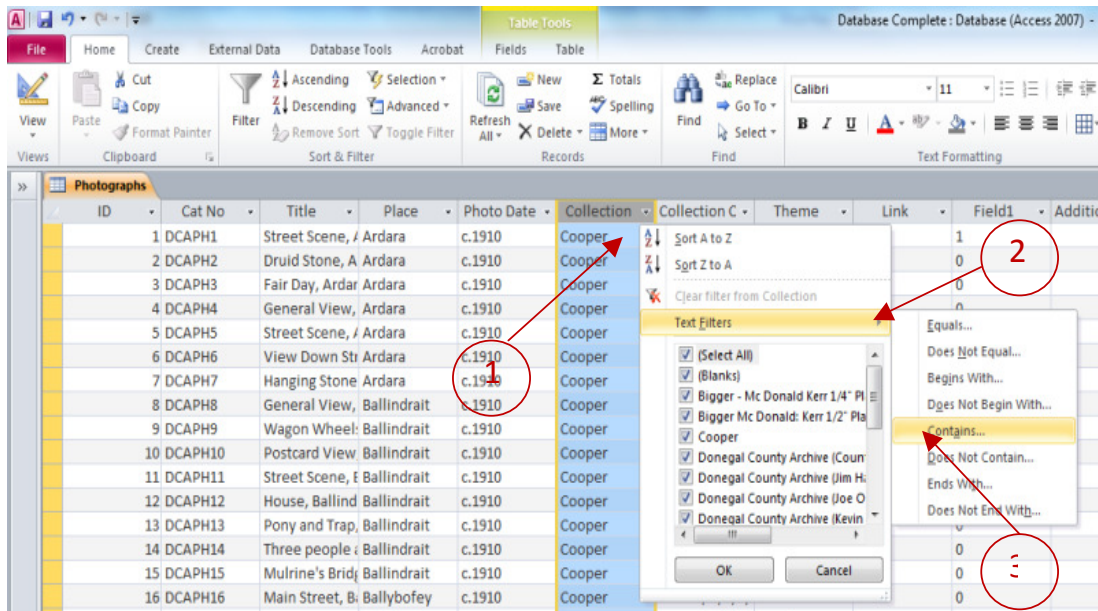 Table Tools
Database Complete : Database (Access 2007) -
File Home Create External Data Database Tools Acrobat Fields Table
View
Paste
Cut
Copy
Format Painter
Filter
Ascending
Descending
Remove Sort
Selection
Advanced
Toggle Filter
Refresh All
New
Save
Delete
Totals
Spelling
More
Find
Replace
Go To
Select
Calibri 11
B I U A
Views Clipboard Sort & Filter Records Find Text Formatting
Photographs
ID Cat No Title Place Photo Date Collection Collection C Theme Link Field1 Additio
1 DCAPH1 Street Scene, A Ardara c.1910 Cooper 1
2 DCAPH2 Druid Stone, A Ardara c.1910 Cooper 0
3 DCAPH3 Fair Day, Ardar Ardara c.1910 Cooper 0
4 DCAPH4 General View, Ardara c.1910 Cooper
5 DCAPH5 Street Scene, A Ardara c.1910 Cooper
6 DCAPH6 View Down Str Ardara c.1910 Cooper
7 DCAPH7 Hanging Stone Ardara c.1910 Cooper
8 DCAPH8 General View, Ballindrait c.1910 Cooper
9 DCAPH9 Wagon Wheel Ballindrait c.1910 Cooper
10 DCAPH10 Postcard View Ballindrait c.1910 Cooper
11 DCAPH11 Street Scene, B Ballindrait c.1910 Cooper
12 DCAPH12 House, Ballind Ballindrait c.1910 Cooper
13 DCAPH13 Pony and Trap, Ballindrait c.1910 Cooper
14 DCAPH14 Three people a Ballindrait c.1910 Cooper 0
15 DCAPH15 Mulrine's Bridg Ballindrait c.1910 Cooper 0
16 DCAPH16 Main Street, Ba Ballybofey c.1910 Cooper 0
Sort A to Z
Sort Z to A
Clear filter from Collection
Text Filters
(Select All)
(Blanks)
Bigger - Mc Donald Kerr 1/4" Pl
Bigger Mc Donald: Kerr 1/2" Pla
Cooper
Donegal County Archive (Coun
Donegal County Archive (Jim H
Donegal County Archive (Joe O
Donegal County Archive (Kevin
OK Cancel
Equals...
Does Not Equal...
Begins With...
Does Not Begin With...
Contains...
Does Not Contain...
Ends With...
Does Not End With...
1
2
3